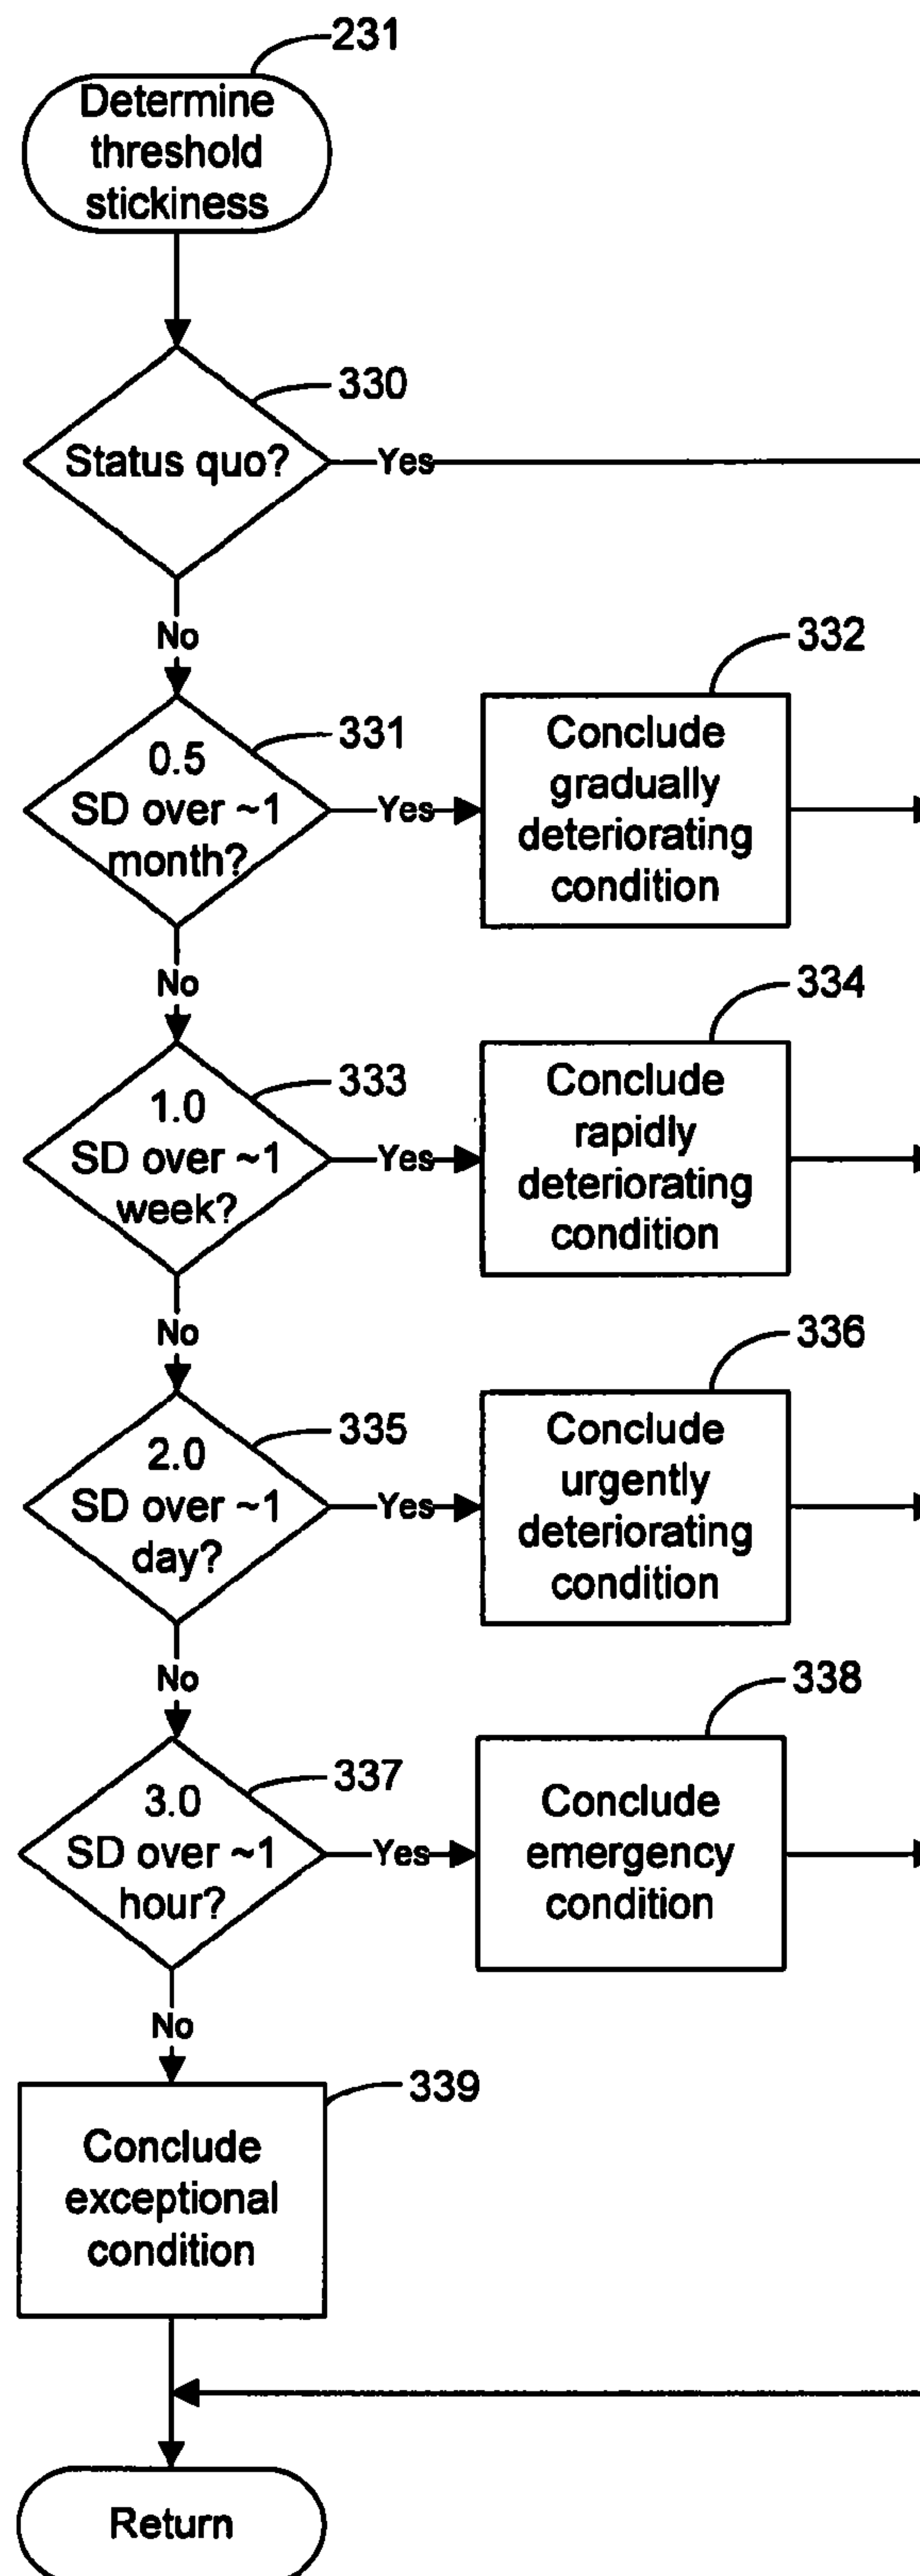 231
Determine
threshold
stickiness
330
Status quo?
Yes
No
332
331
0.5
SD over ~1
month?
Yes
Conclude
gradually
deteriorating
condition
No
334
333
1.0
SD over ~1
week?
Yes
Conclude
rapidly
deteriorating
condition
No
336
335
2.0
SD over ~1
day?
Yes
Conclude
urgently
deteriorating
condition
No
338
337
3.0
SD over ~1
hour?
Yes
Conclude
emergency
condition
No
339
Conclude
exceptional
condition
Return